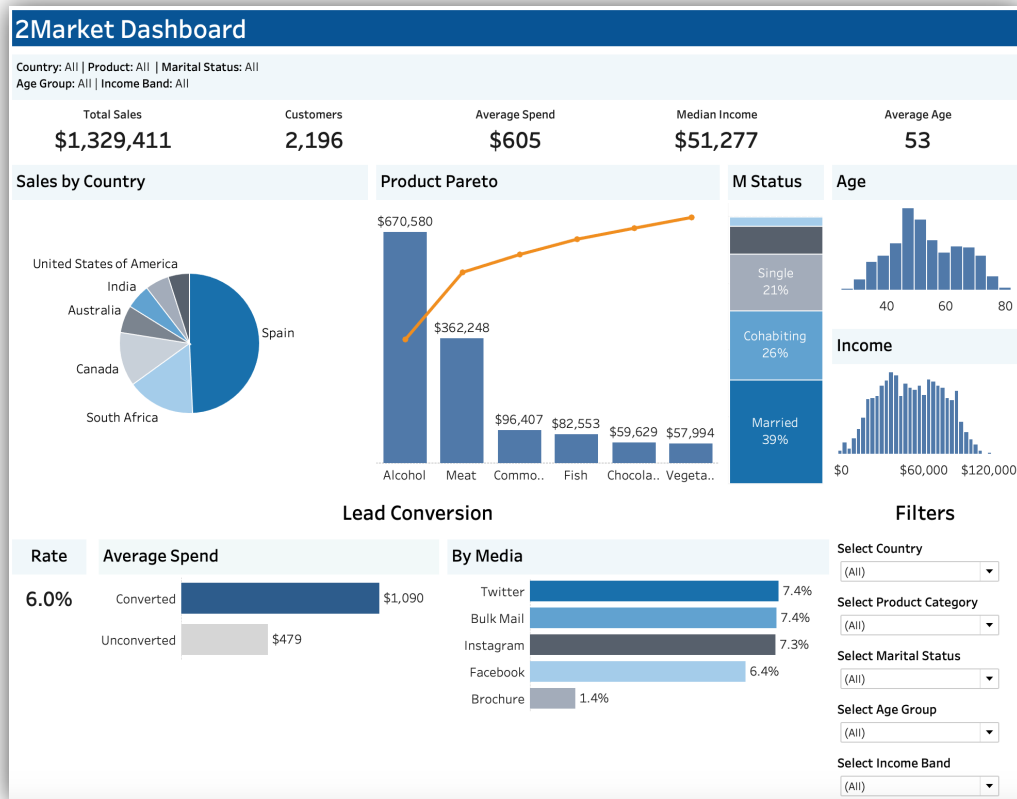 2Market Dashboard
Country: All | Product: All | Marital Status: All
Age Group: All | Income Band: All
Total Sales
$1,329,411
Customers
2,196
Average Spend
$605
Median Income
$51,277
Average Age
53
Sales by Country
United States of America
India
Australia
Canada
South Africa
Spain
Product Pareto
$670,580
$362,248
$96,407
$82,553
$59,629
$57,994
Alcohol
Meat
Commo..
Fish
Chocola..
Vegeta..
M Status
Single
21%
Cohabiting
26%
Married
39%
Age
40
60
80
Income
$0
$60,000
$120,000
Lead Conversion
Rate
6.0%
Average Spend
Converted
$1,090
Unconverted
$479
By Media
Twitter
7.4%
Bulk Mail
7.4%
Instagram
7.3%
Facebook
6.4%
Brochure
1.4%
Filters
Select Country
(All)
Select Product Category
(All)
Select Marital Status
(All)
Select Age Group
(All)
Select Income Band
(All)